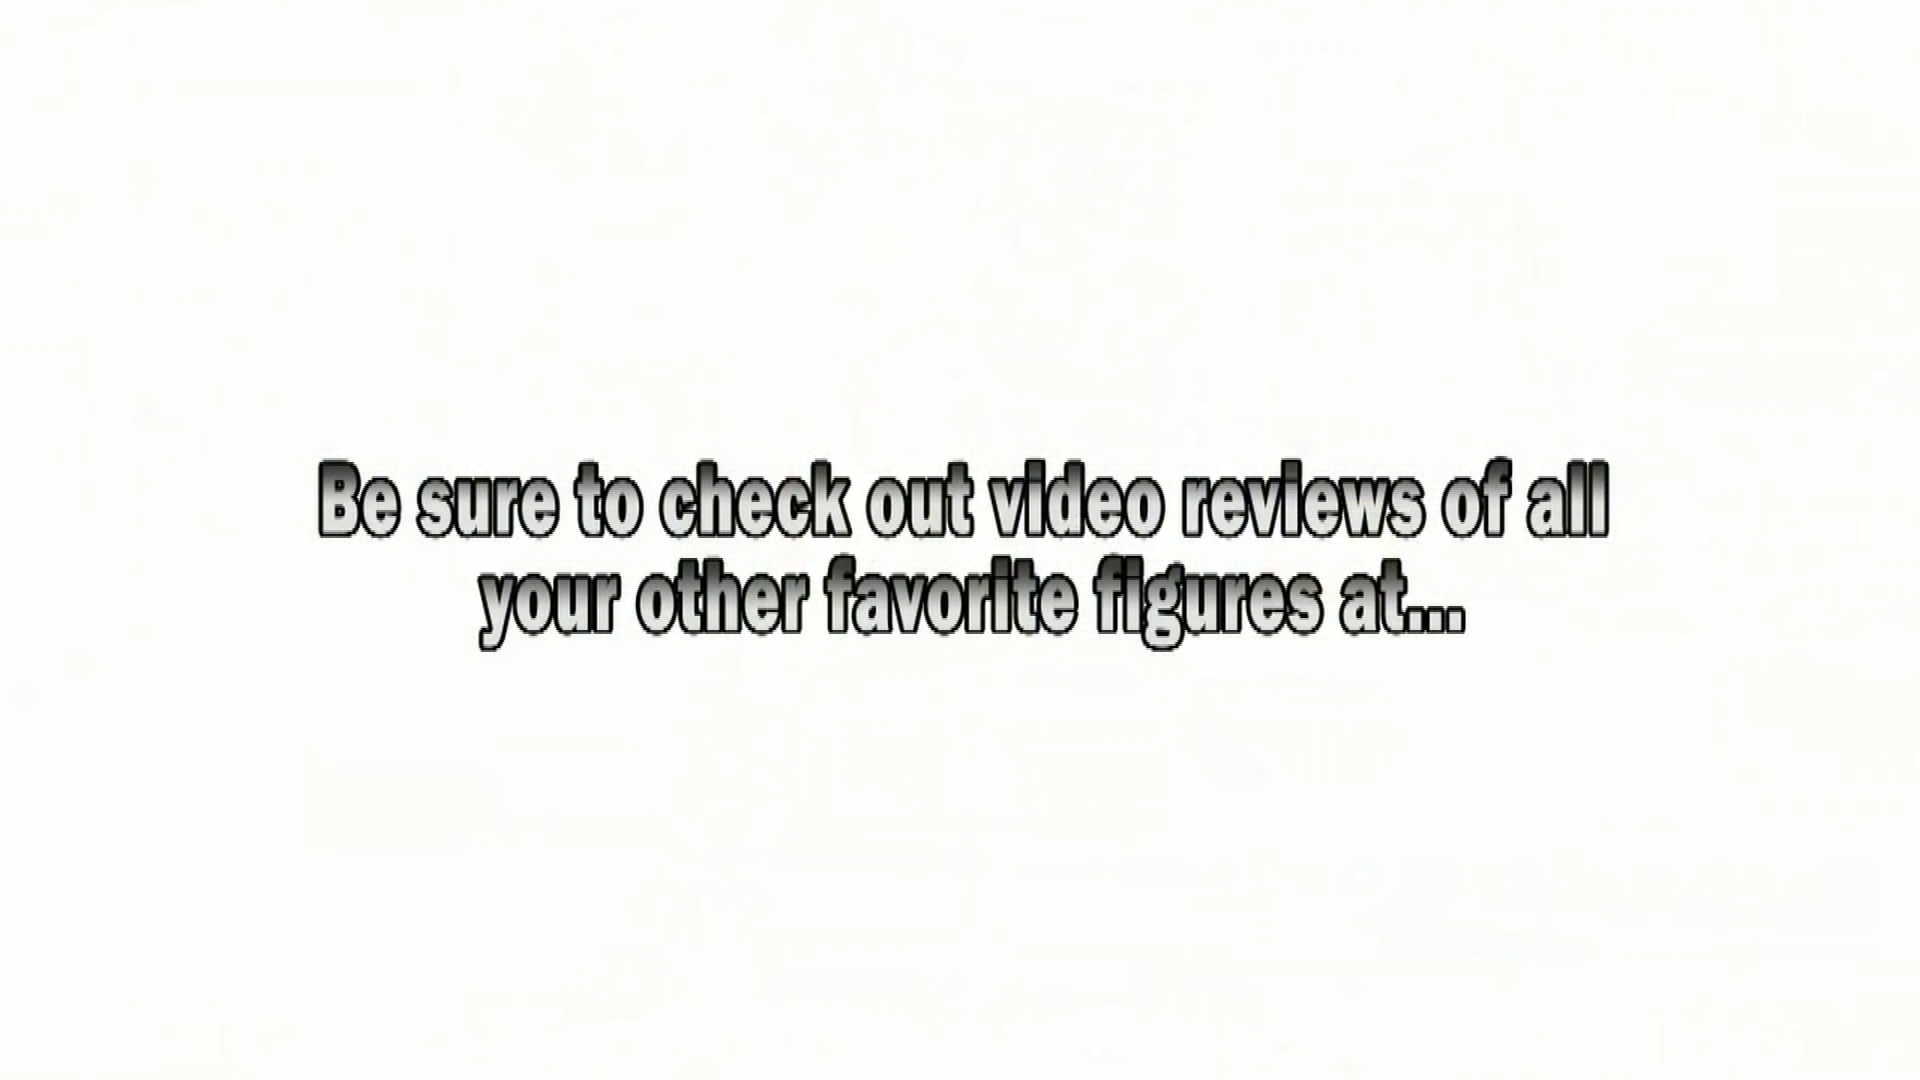 Be sure to check out video reviews of all
your other favorite figures at...